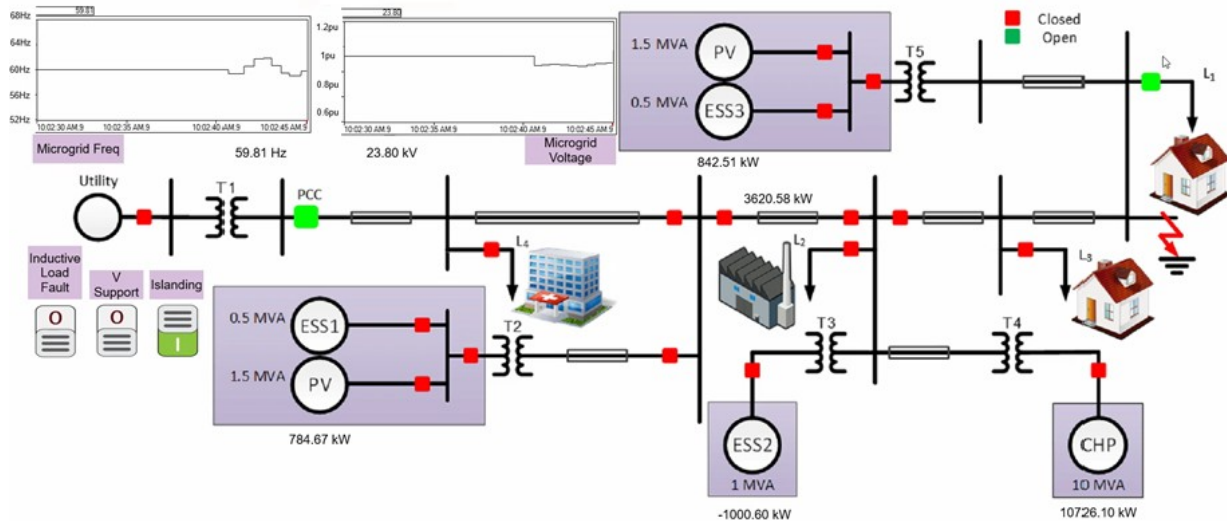 59.81
68Hz
64Hz
60Hz
56Hz
52Hz
10:02:30 AM.9
10:02:35 AM.9
10:02:40 AM.9
10:02:45 AM.9
Microgrid Freq
59.81 Hz
23.80
1.2pu
1pu
0.8pu
0.6pu
10:02:30 AM.9
10:02:35 AM.9
10:02:40 AM.9
10:02:45 AM.9
23.80 kV
Microgrid
Voltage
1.5 MVA
PV
0.5 MVA
ESS3
842.51 kW
T5
Closed
Open
L1
Utility
T1
PCC
3620.58 kW
L4
L2
L3
Inductive
Load
Fault
V
Support
Islanding
O
O
I
0.5 MVA
ESS1
1.5 MVA
PV
784.67 kW
T2
T3
T4
ESS2
1 MVA
-1000.60 kW
CHP
10 MVA
10726.10 kW